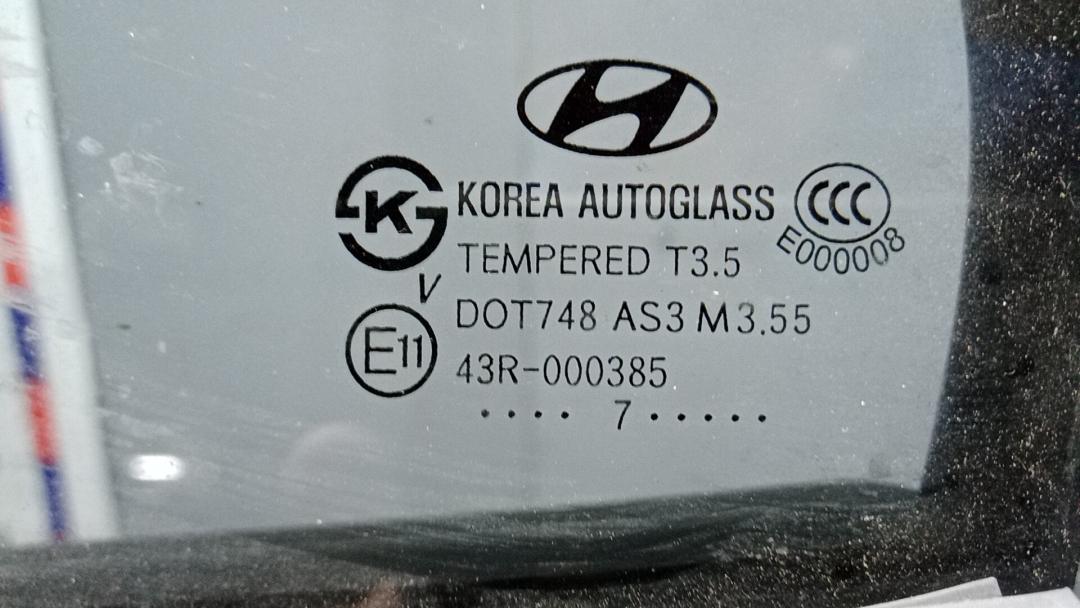 K KOREA AUTOGLASS CCC
E000008
TEMPERED T3.5
V
DOT748 AS3 M3.55
E11 43R-000385
•••• 7 •••••